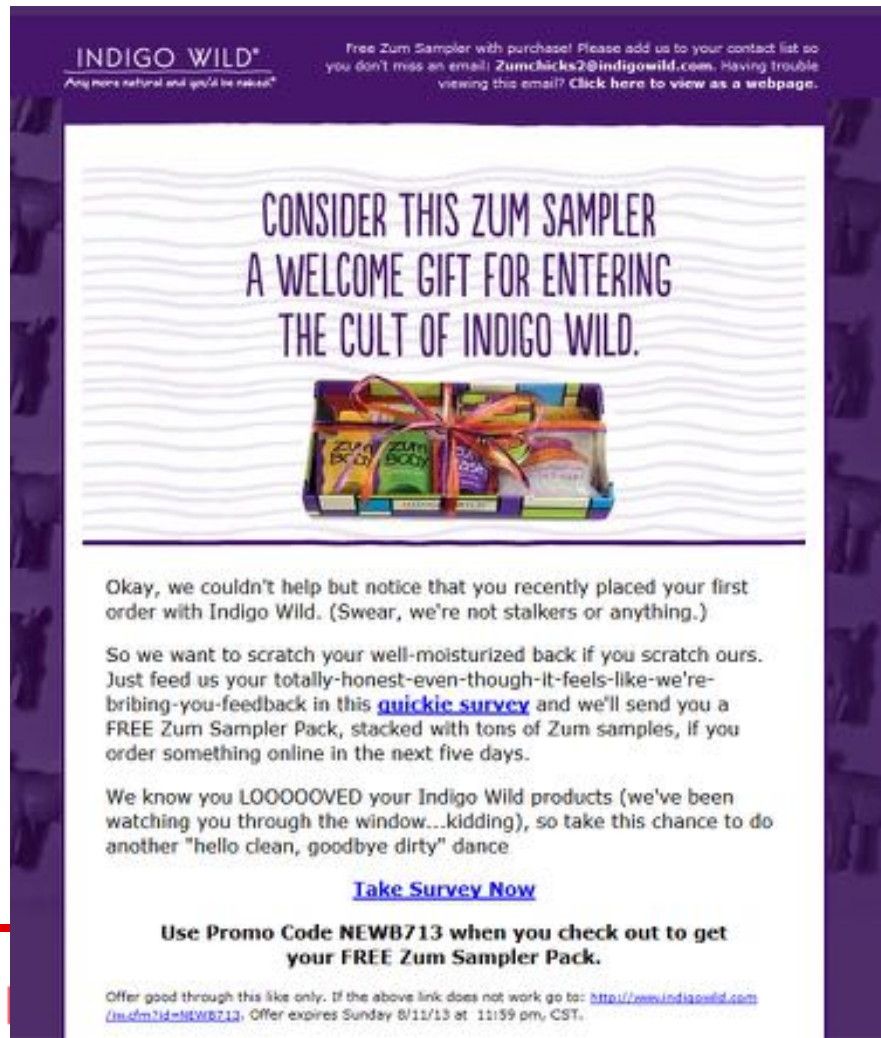 INDIGO WILD®
Any more natural and you'd be naked.®
Free Zum Sampler with purchase! Please add us to your contact list so
you don't miss an email: Zumchicks2@indigowild.com. Having trouble
viewing this email? Click here to view as a webpage.
CONSIDER THIS ZUM SAMPLER
A WELCOME GIFT FOR ENTERING
THE CULT OF INDIGO WILD.
ZUM BODY
ZUM BODY
INDIGO WILD
Okay, we couldn't help but notice that you recently placed your first
order with Indigo Wild. (Swear, we're not stalkers or anything.)
So we want to scratch your well-moisturized back if you scratch ours.
Just feed us your totally-honest-even-though-it-feels-like-we're-
bribing-you-feedback in this quickie survey and we'll send you a
FREE Zum Sampler Pack, stacked with tons of Zum samples, if you
order something online in the next five days.
We know you LOOOOOVED your Indigo Wild products (we've been
watching you through the window...kidding), so take this chance to do
another "hello clean, goodbye dirty" dance
Take Survey Now
Use Promo Code NEWB713 when you check out to get
your FREE Zum Sampler Pack.
Offer good through this like only. If the above link does not work go to: http://www.indigowild.com
/iw.cfm?id=NEWB713. Offer expires Sunday 8/11/13 at 11:59 pm, CST.